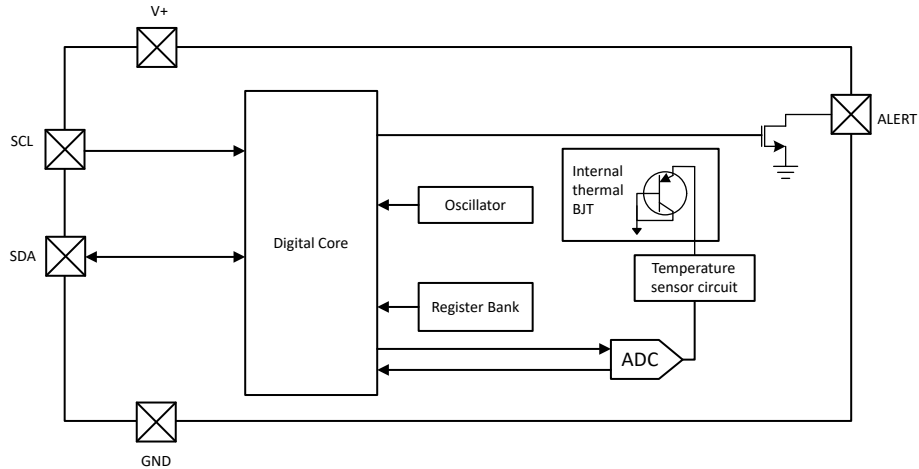 V+
SCL
ALERT
Internal
thermal
BJT
Oscillator
Digital Core
SDA
Temperature
sensor circuit
Register Bank
ADC
GND